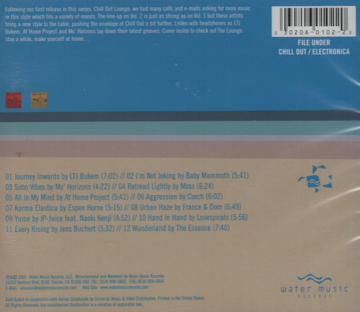 Following our first release in this series, Chill Out Lounge, we had many calls and e-mails asking for more music
in this style which fits a variety of moods. The line-up on Vol. 2 is just as strong as on Vol. 1 but these artists
bring a new style to the table, pushing the envelope of Chill Out a bit further. Listen with headphones as LTJ
Bukem, At Home Project and Mo' Horizons lay down their latest grooves. Come inside to check out The Lounge.
stay a while, make yourself at home...
FILE UNDER
CHILL OUT / ELECTRONICA
01 Journey Inwards by LTJ Bukem (7:02) // 02 I'm Not Joking by Baby Mammoth (5:41)
03 Soto Vibes by Mo' Horizons (4:22) // 04 Retread Lightly by Moss (6:24)
05 All In My Mind by At Home Project (5:41) // 06 Aggression by Czech (6:02)
07 Karma Elastica by Espen Horne (5:15) // 08 Urban Haze by France & Dom (6:49)
09 Yume by JP-Juice feat. Naoki Kenji (4:52) // 10 Hand In Hand by Lovespirals (5:56)
11 Every Rising by Jens Buchert (5:32) // 12 Wonderland by The Essence (7:40)
water music
RECORDS